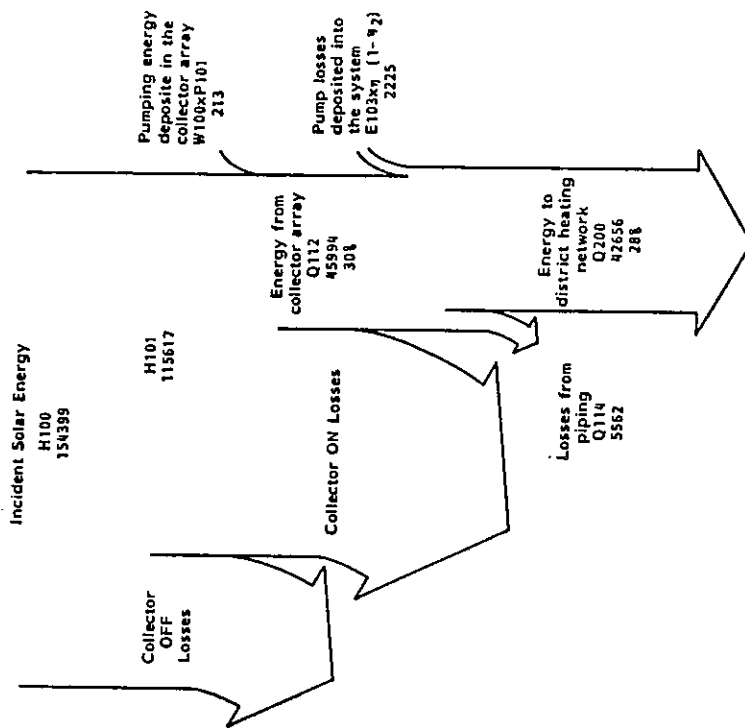 Incident Solar Energy
H100
154399
H101
115617
Pumping energy
deposite in the
collector array
W100xP101
213
Pump losses
deposited into
the system
E103xη (1-η2)
2225
Energy from
collector array
Q112
45994
30%
Collector
OFF
Losses
Collector ON Losses
Losses from
piping
Q114
5562
Energy to
district heating
network
Q200
42656
28%